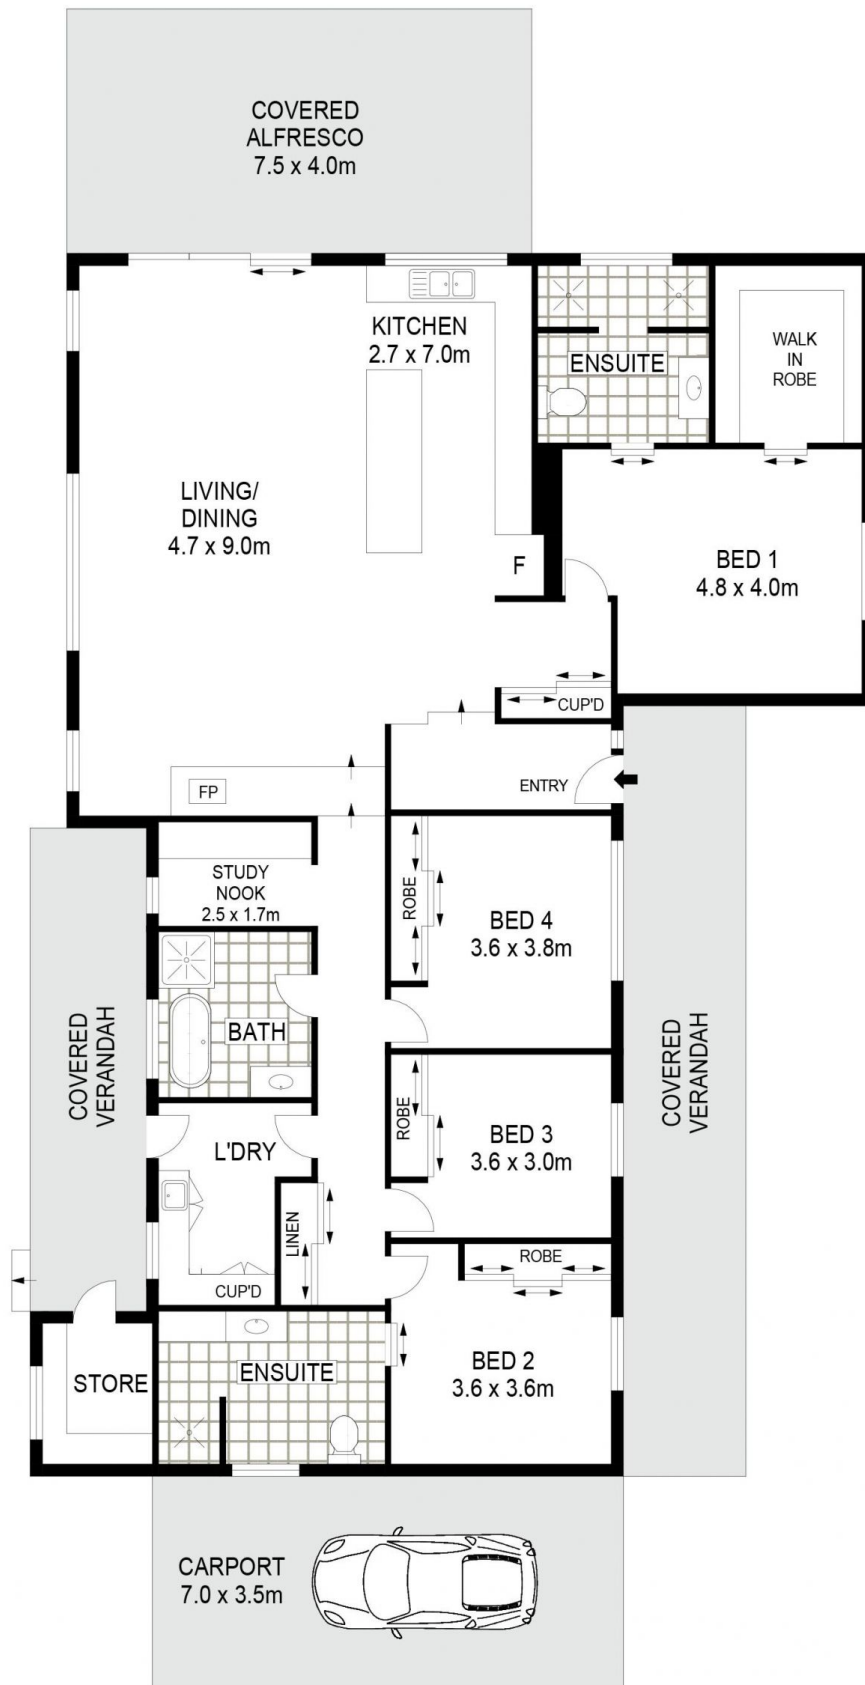 COVERED
ALFRESCO
7.5 x 4.0m
KITCHEN
2.7 x 7.0m
ENSUITE
WALK
IN
ROBE
LIVING/
DINING
4.7 x 9.0m
F
BED 1
4.8 x 4.0m
CUP'D
ENTRY
FP
STUDY
NOOK
2.5 x 1.7m
ROBE
BED 4
3.6 x 3.8m
COVERED
VERANDAH
BATH
COVERED
VERANDAH
L'DRY
ROBE
BED 3
3.6 x 3.0m
LINEN
CUP'D
ROBE
STORE
ENSUITE
BED 2
3.6 x 3.6m
CARPORT
7.0 x 3.5m